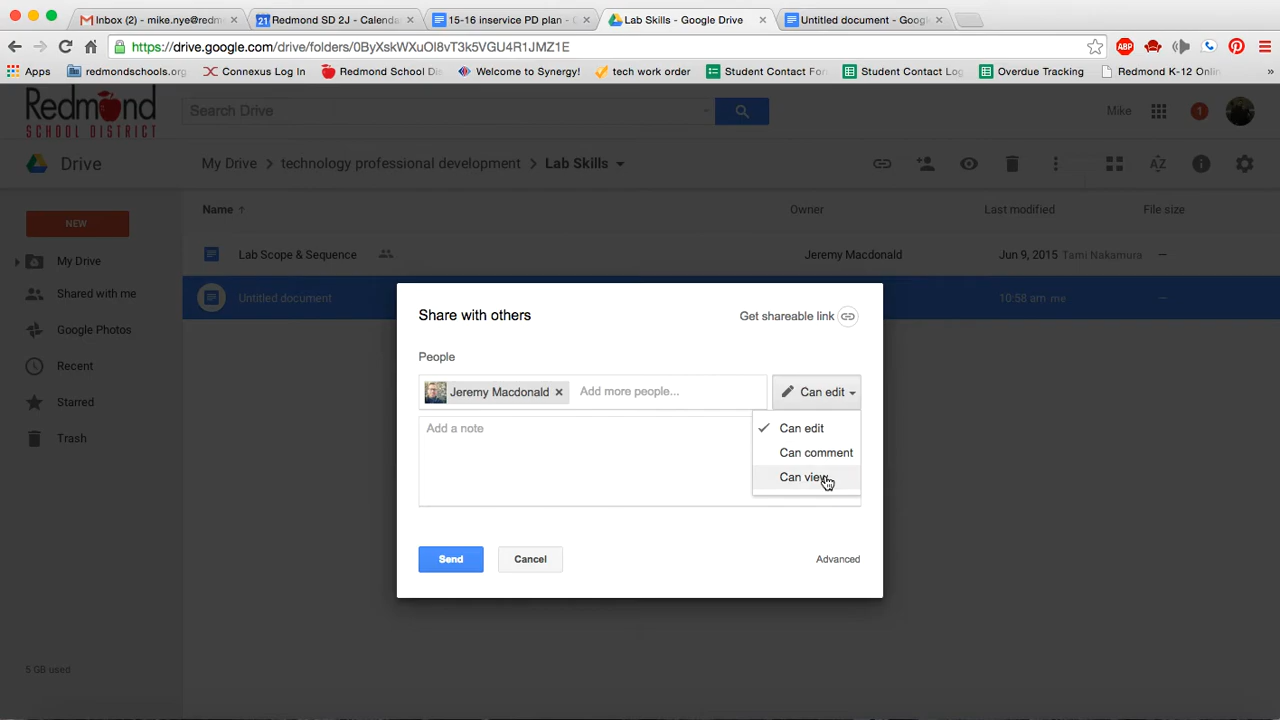 Inbox (2) - mike.nye@redm
21 Redmond SD 2J - Calenda
15-16 inservice PD plan -
Lab Skills - Google Drive
Untitled document - Goog
https://drive.google.com/drive/folders/0ByXskWXuOl8vT3k5VGU4R1JMZ1E
ABP
Apps
redmondschools.org
Connexus Log In
Redmond School Di
Welcome to Synergy!
tech work order
Student Contact For
Student Contact Log
Overdue Tracking
Redmond K-12 Onlin
»
Redmond
SCHOOL DISTRICT
Search Drive
Mike
1
Drive
My Drive > technology professional development > Lab Skills
AZ
NEW
Name ↑
Owner
Last modified
File size
My Drive
Lab Scope & Sequence
Jeremy Macdonald
Jun 9, 2015 Tami Nakamura
—
Shared with me
Untitled document
10:58 am me
—
Google Photos
Recent
Starred
Trash
5 GB used
Share with others
Get shareable link
People
Jeremy Macdonald ×
Add more people...
Can edit
Add a note
Can edit
Can comment
Can view
Send
Cancel
Advanced